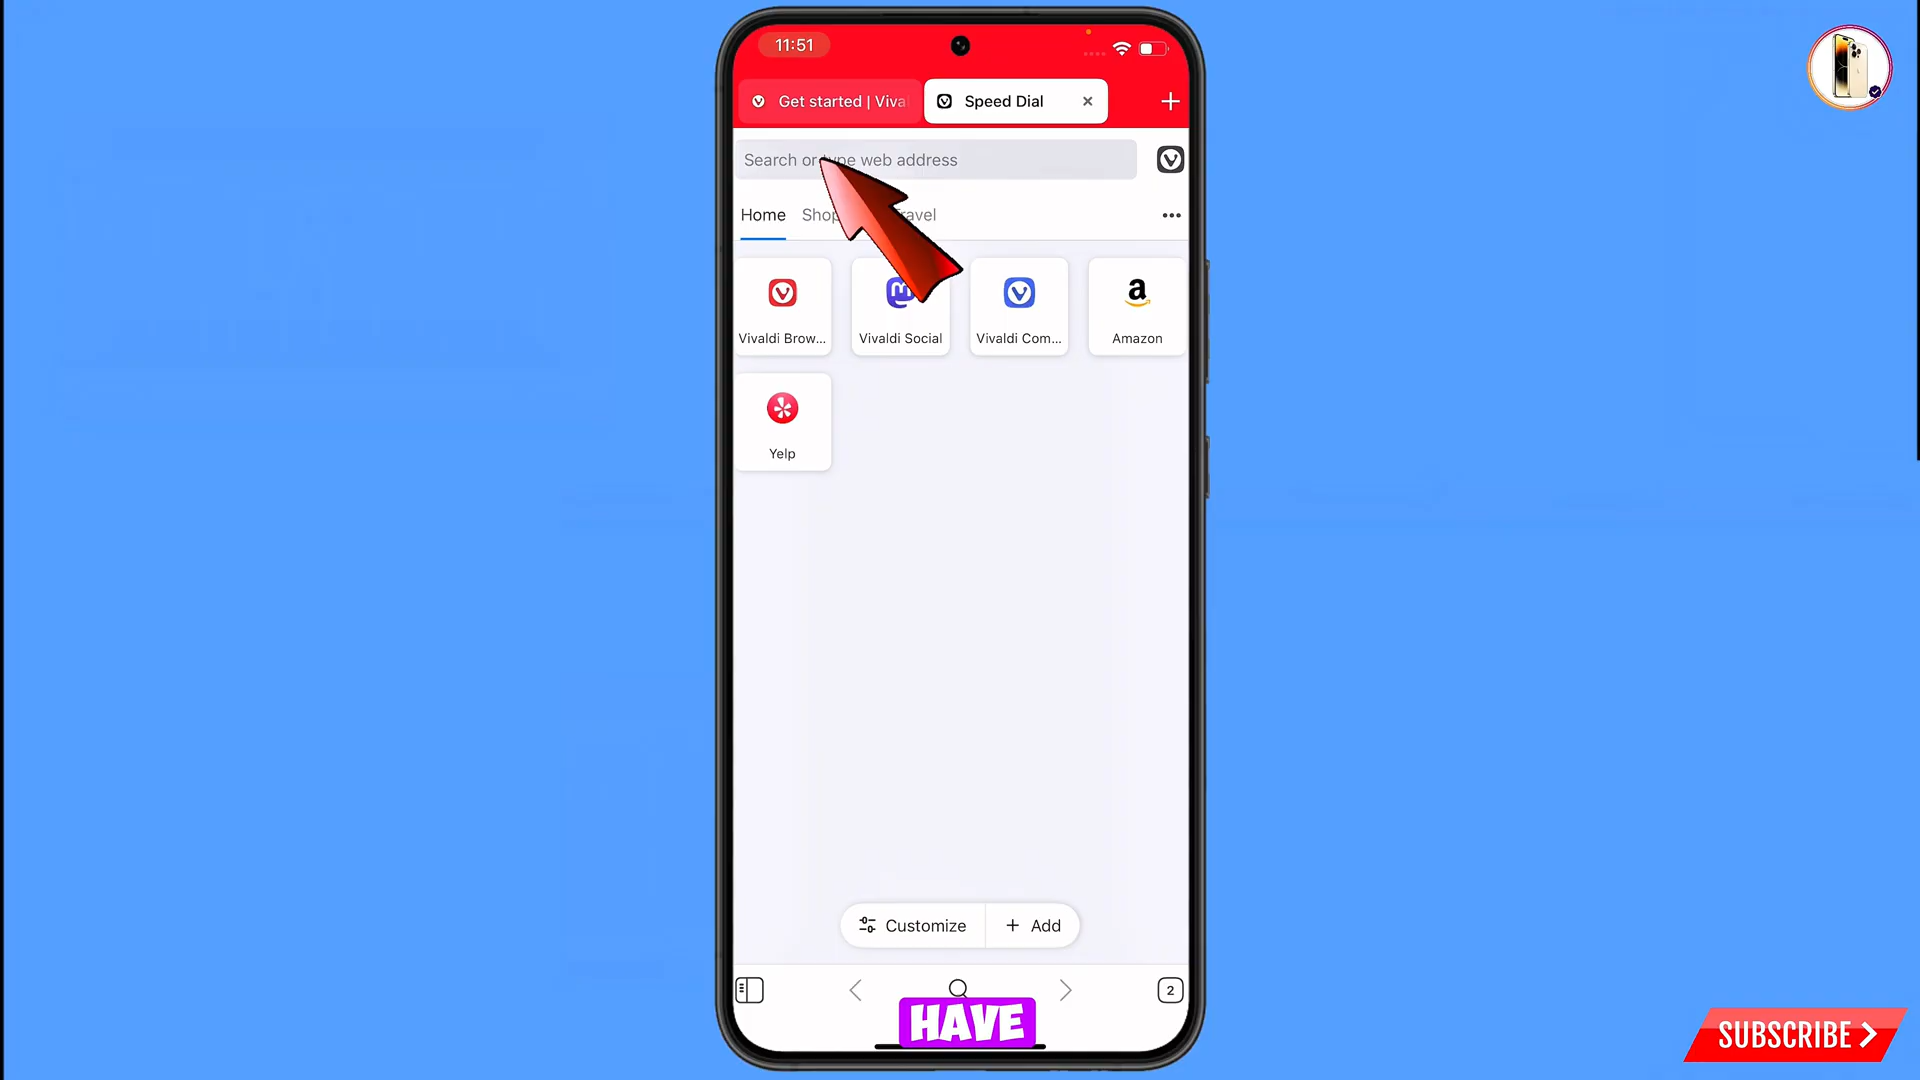 11:51
Get started | Viva
Speed Dial
Search or type web address
Home Shop Travel
Vivaldi Brow...
Vivaldi Social
Vivaldi Com...
a
Amazon
Yelp
Customize
+ Add
2
HAVE
SUBSCRIBE